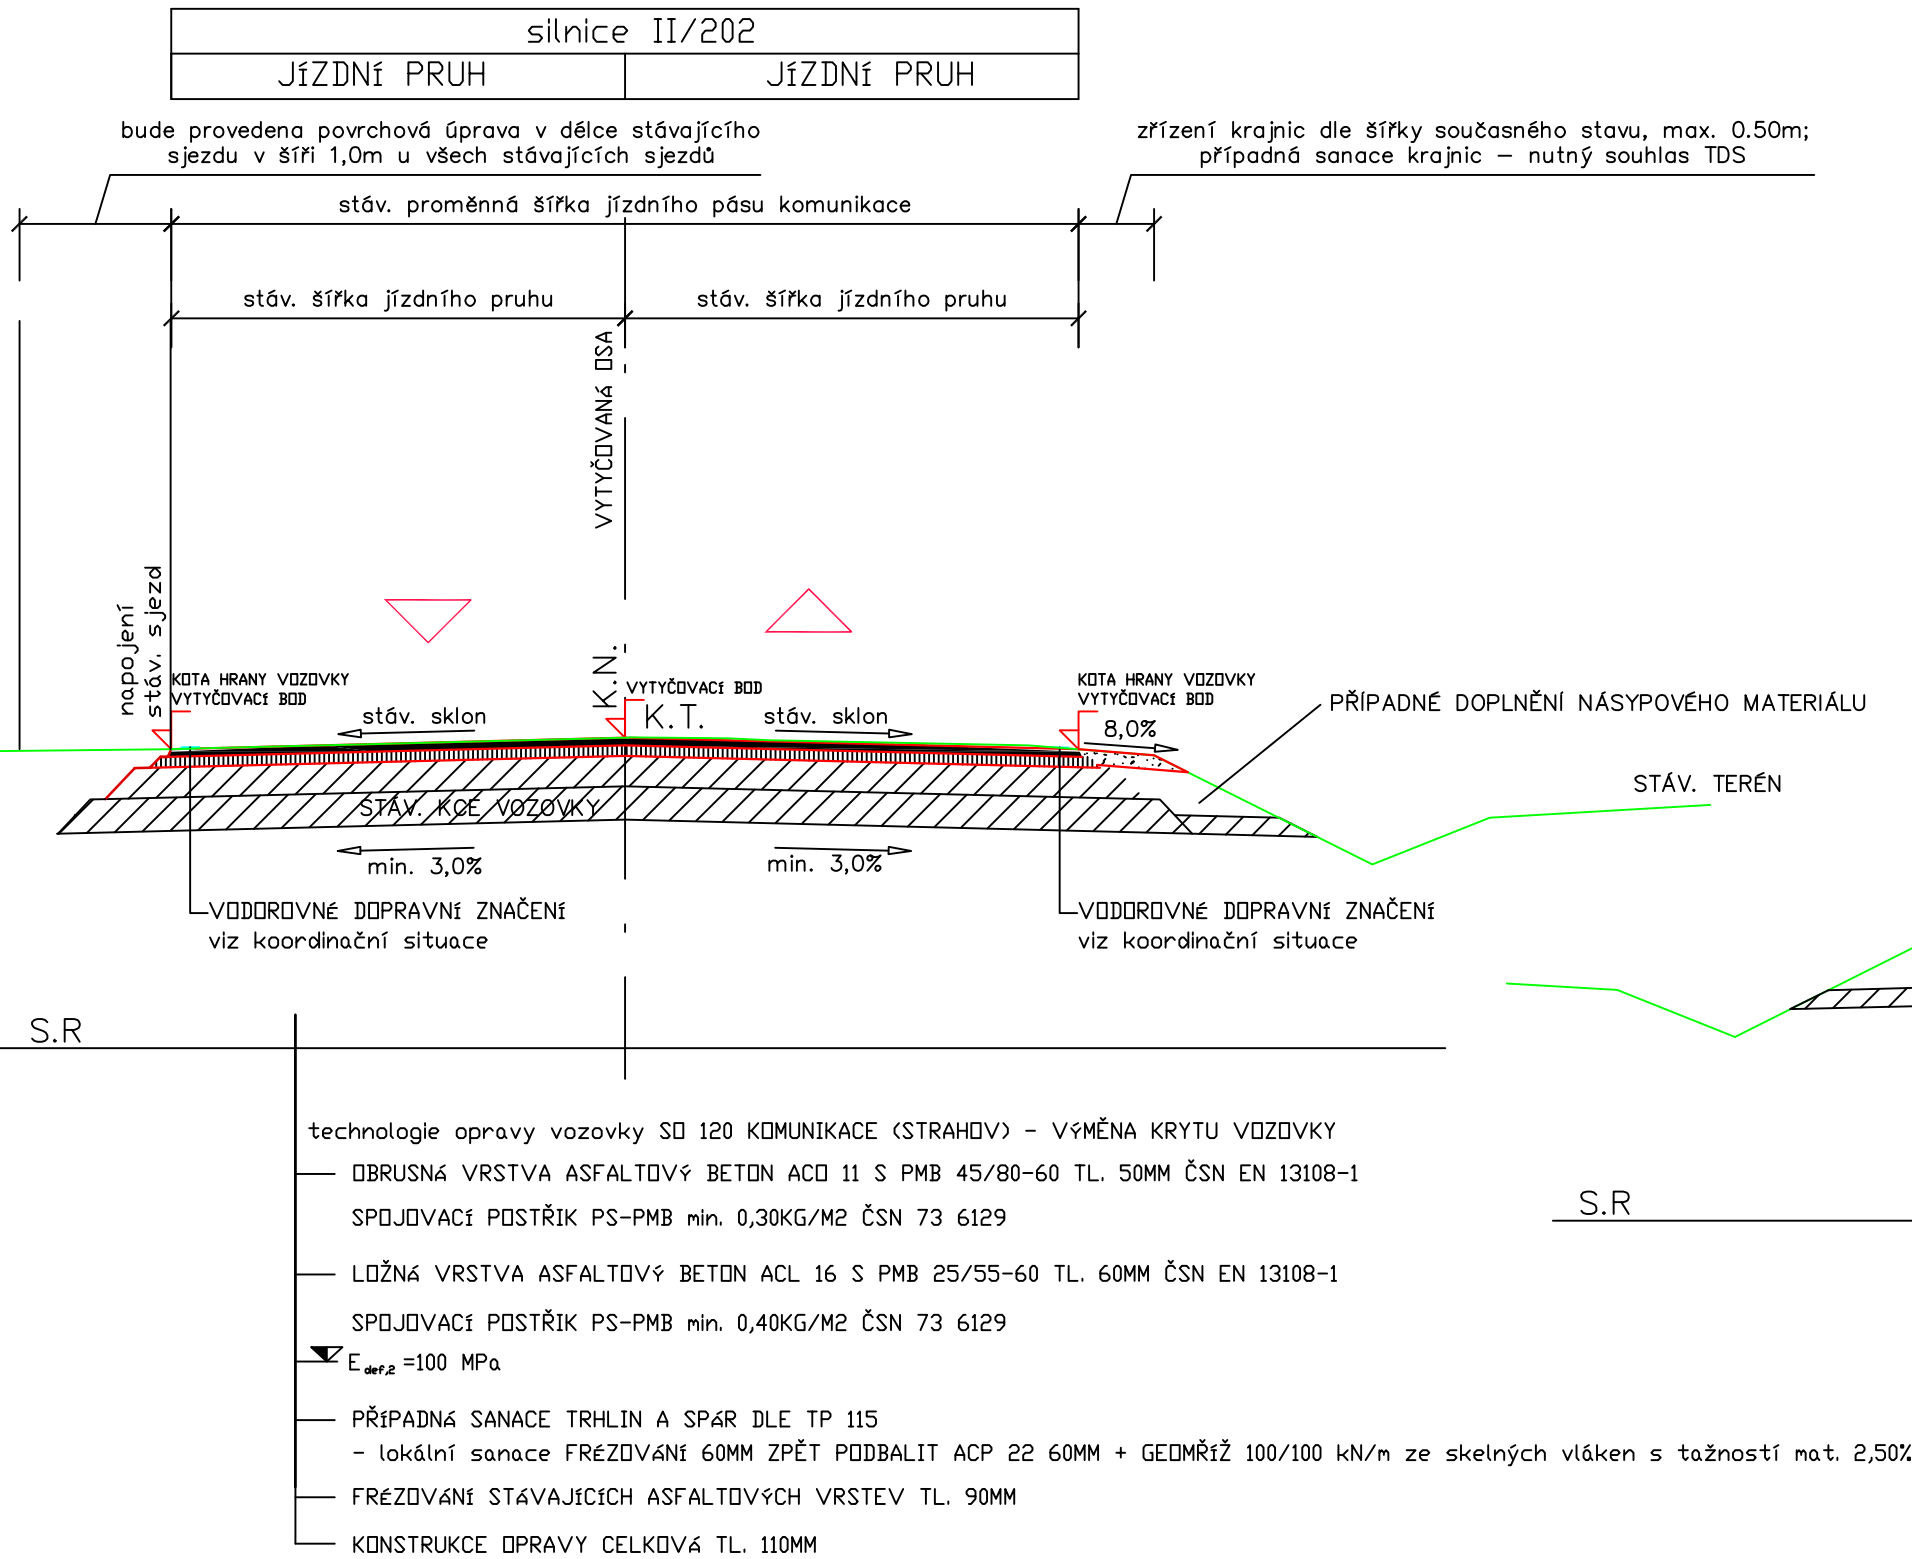 silnice II/202
JÍZDNÍ PRUH
JÍZDNÍ PRUH
bude provedena povrchová úprava v délce stávajícího
sjezdu v šíři 1,0m u všech stávajících sjezdů
zřízení krajnic dle šířky současného stavu, max. 0.50m;
případná sanace krajnic – nutný souhlas TDS
stáv. proměnná šířka jízdního pásu komunikace
stáv. šířka jízdního pruhu
stáv. šířka jízdního pruhu
VYTYČOVANÁ OSA
napojení
stáv. sjezd
K.N.
KOTA HRANY VOZOVKY
VYTYČOVACÍ BOD
VYTYČOVACÍ BOD
KOTA HRANY VOZOVKY
VYTYČOVACÍ BOD
stáv. sklon
K.T.
stáv. sklon
8,0%
PŘÍPADNÉ DOPLNĚNÍ NÁSYPOVÉHO MATERIÁLU
STÁV. TERÉN
STÁV. KCE VOZOVKY
min. 3,0%
min. 3,0%
VODOROVNÉ DOPRAVNÍ ZNAČENÍ
viz koordinační situace
VODOROVNÉ DOPRAVNÍ ZNAČENÍ
viz koordinační situace
S.R
technologie opravy vozovky SO 120 KOMUNIKACE (STRAHOV) - VÝMĚNA KRYTU VOZOVKY
OBRUSNÁ VRSTVA ASFALTOVÝ BETON ACO 11 S PMB 45/80-60 TL. 50MM ČSN EN 13108-1
SPOJOVACÍ POSTŘIK PS-PMB min. 0,30KG/M2 ČSN 73 6129
S.R
LOŽNÁ VRSTVA ASFALTOVÝ BETON ACL 16 S PMB 25/55-60 TL. 60MM ČSN EN 13108-1
SPOJOVACÍ POSTŘIK PS-PMB min. 0,40KG/M2 ČSN 73 6129
Edef,2 =100 MPa
PŘÍPADNÁ SANACE TRHLIN A SPÁR DLE TP 115
- lokální sanace FRÉZOVÁNÍ 60MM ZPĚT PODBALIT ACP 22 60MM + GEOMŘÍŽ 100/100 kN/m ze skelných vláken s tažností mat. 2,50%
FRÉZOVÁNÍ STÁVAJÍCÍCH ASFALTOVÝCH VRSTEV TL. 90MM
KONSTRUKCE OPRAVY CELKOVÁ TL. 110MM